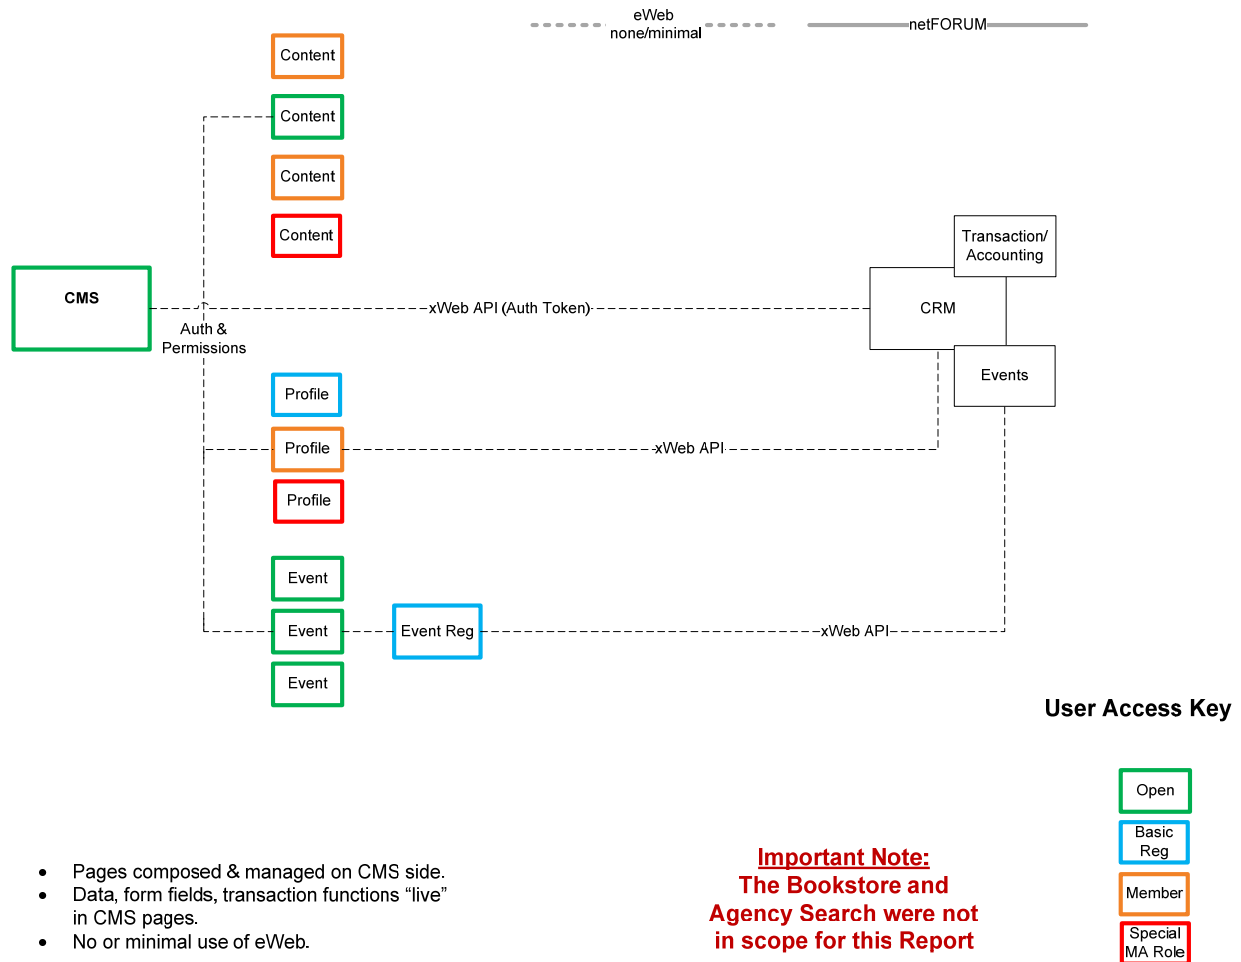 eWeb
none/minimal
netFORUM
Content
Content
Content
Content
Transaction/
Accounting
CMS
xWeb API (Auth Token)
CRM
Auth &
Permissions
Profile
Events
Profile
xWeb API
Profile
Event
Event
Event Reg
xWeb API
Event
User Access Key
Open
Basic
Reg
Member
Special
MA Role
• Pages composed & managed on CMS side.
• Data, form fields, transaction functions “live”
in CMS pages.
• No or minimal use of eWeb.
Important Note:
The Bookstore and
Agency Search were not
in scope for this Report